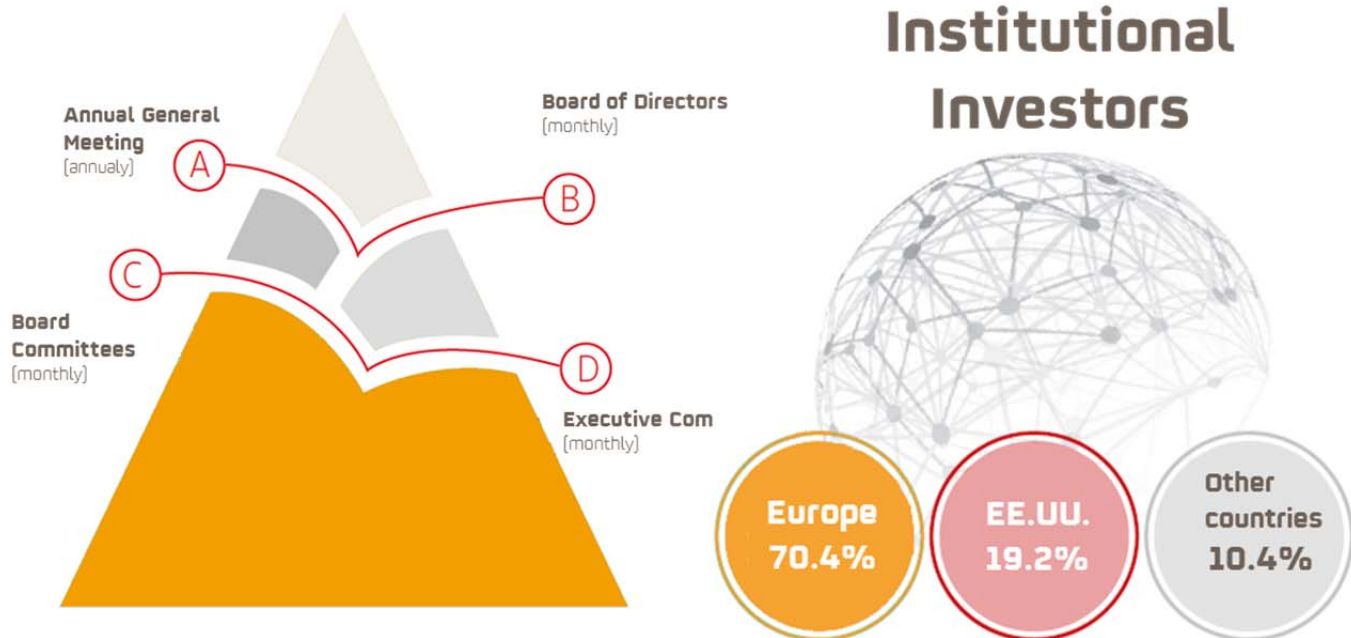 Annual General
Meeting
(annualy)
A
Board of Directors
(monthly)
B
C
Board
Committees
(monthly)
D
Executive Com
(monthly)
Institutional
Investors
Europe
70.4%
EE.UU.
19.2%
Other
countries
10.4%